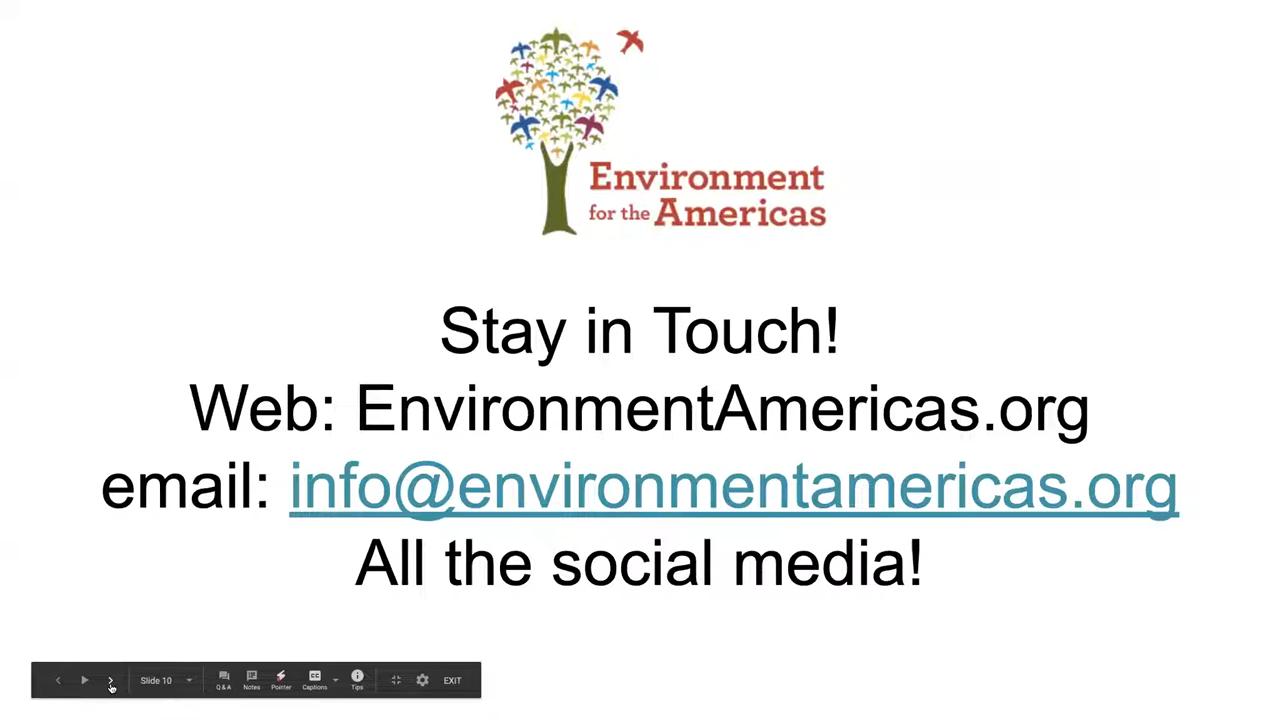 Environment
for the Americas
Stay in Touch!
Web: EnvironmentAmericas.org
email: info@environmentamericas.org
All the social media!
Slide 10
Q & A
Notes
Pointer
CC
Captions
Tips
EXIT